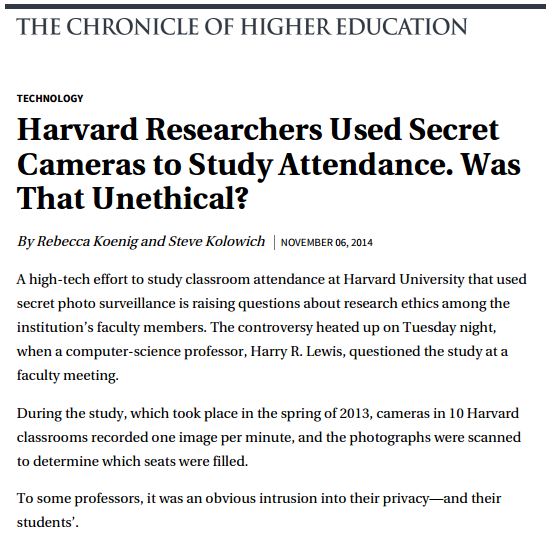 THE CHRONICLE OF HIGHER EDUCATION
TECHNOLOGY
Harvard Researchers Used Secret
Cameras to Study Attendance. Was
That Unethical?
By Rebecca Koenig and Steve Kolowich | NOVEMBER 06, 2014
A high-tech effort to study classroom attendance at Harvard University that used
secret photo surveillance is raising questions about research ethics among the
institution’s faculty members. The controversy heated up on Tuesday night,
when a computer-science professor, Harry R. Lewis, questioned the study at a
faculty meeting.
During the study, which took place in the spring of 2013, cameras in 10 Harvard
classrooms recorded one image per minute, and the photographs were scanned
to determine which seats were filled.
To some professors, it was an obvious intrusion into their privacy—and their
students’.